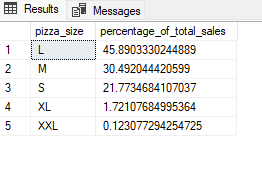 Results Messages
pizza_size percentage_of_total_sales
1 L 45.8903330244889
2 M 30.492044420599
3 S 21.7734684107037
4 XL 1.72107684995364
5 XXL 0.123077294254725